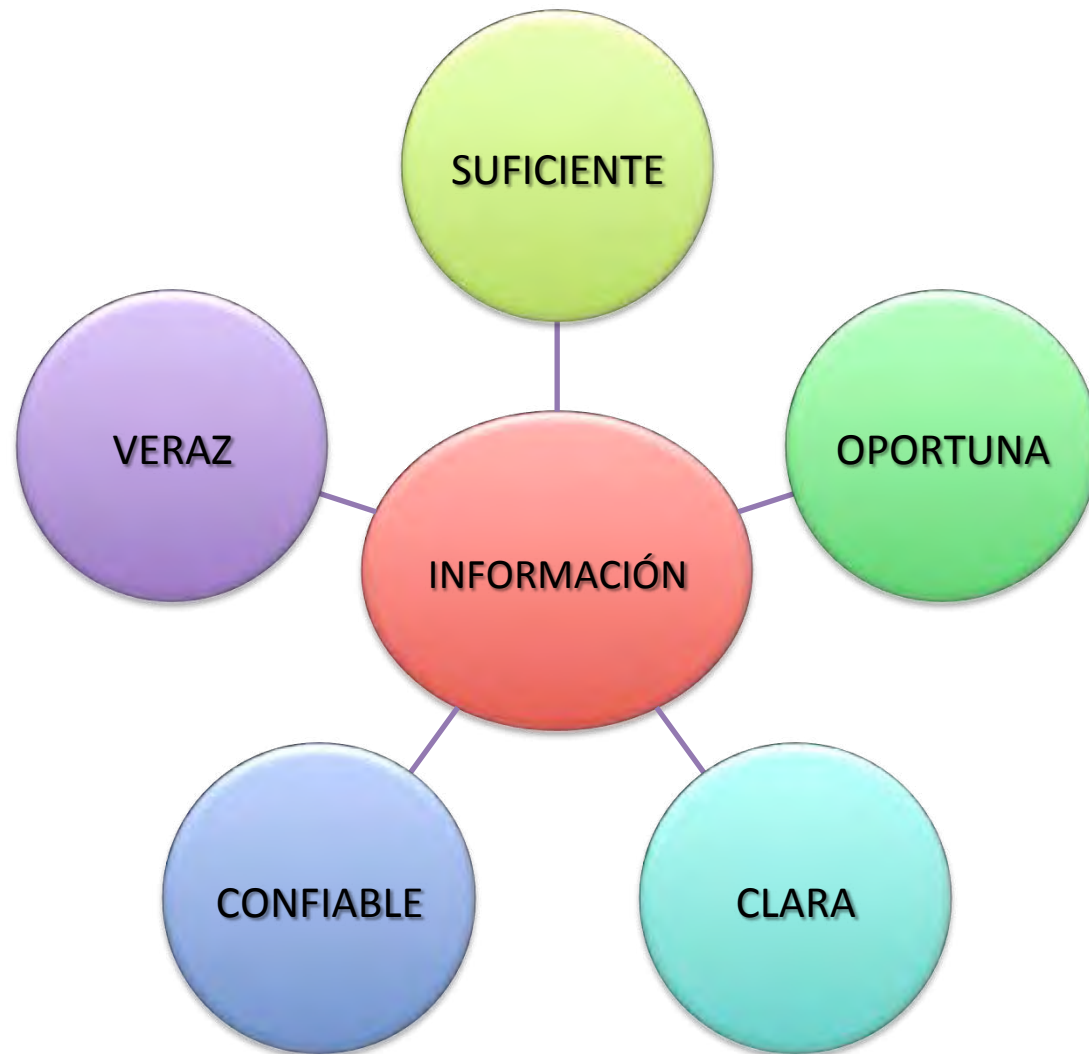 SUFICIENTE
VERAZ
OPORTUNA
INFORMACIÓN
CONFIABLE
CLARA